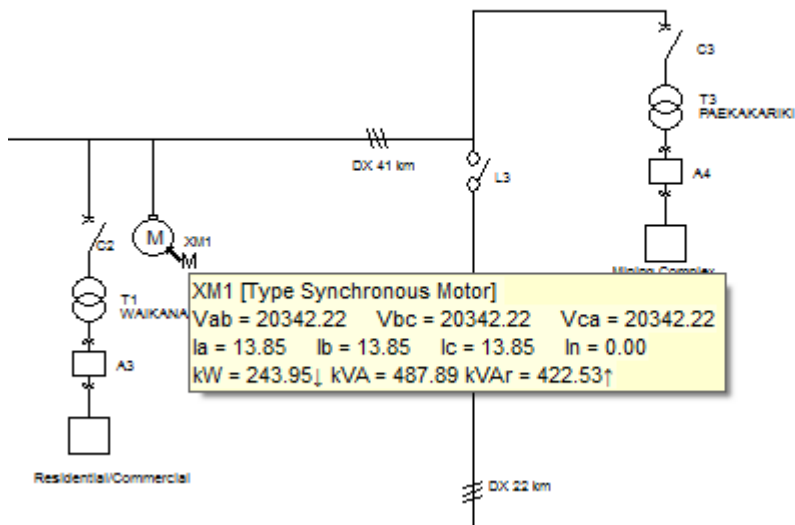 C3
T3
PAEKAKARIKI
DX 41 km
L3
A4
C2
M
XM1
M
Mining Complex
T1
WAIKANA
XM1 [Type Synchronous Motor]
Vab = 20342.22 Vbc = 20342.22 Vca = 20342.22
Ia = 13.85 Ib = 13.85 Ic = 13.85 In = 0.00
kW = 243.95↓ kVA = 487.89 kVAr = 422.53↑
A3
Residential/Commercial
DX 22 km